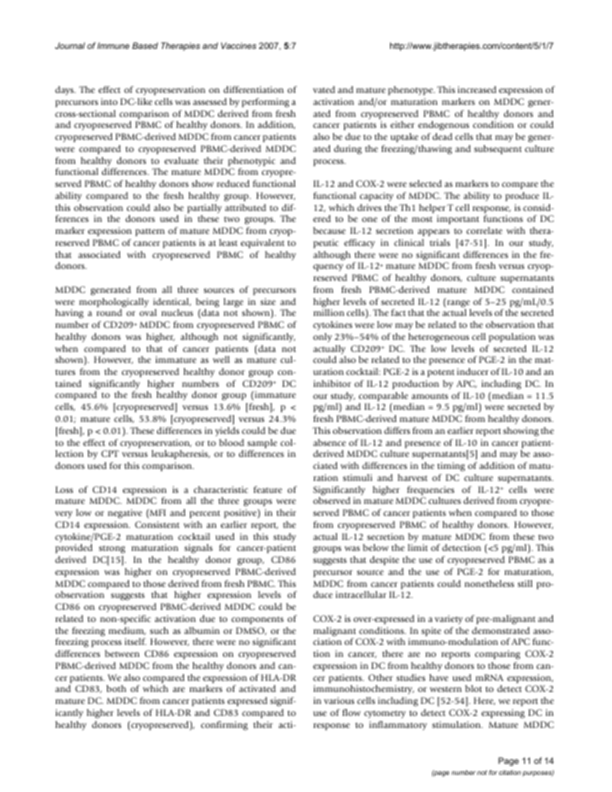 Journal of Immune Based Therapies and Vaccines 2007, 5:7
http://www.jibtherapies.com/content/5/1/7
days. The effect of cryopreservation on differentiation of
precursors into DC-like cells was assessed by performing a
cross-sectional comparison of MDDC derived from fresh
and cryopreserved PBMC of healthy donors. In addition,
cryopreserved PBMC-derived MDDC from cancer patients
were compared to cryopreserved PBMC-derived MDDC
from healthy donors to evaluate their phenotypic and
functional differences. The mature MDDC from cryopre-
served PBMC of healthy donors show reduced functional
ability compared to the fresh healthy group. However,
this observation could also be partially attributed to dif-
ferences in the donors used in these two groups. The
marker expression pattern of mature MDDC from cryop-
reserved PBMC of cancer patients is at least equivalent to
that associated with cryopreserved PBMC of healthy
donors.
MDDC generated from all three sources of precursors
were morphologically identical, being large in size and
having a round or oval nucleus (data not shown). The
number of CD209+ MDDC from cryopreserved PBMC of
healthy donors was higher, although not significantly,
when compared to that of cancer patients (data not
shown). However, the immature as well as mature cul-
tures from the cryopreserved healthy donor group con-
tained significantly higher numbers of CD209+ DC
compared to the fresh healthy donor group (immature
cells, 45.6% [cryopreserved] versus 13.6% [fresh], p <
0.01; mature cells, 53.8% [cryopreserved] versus 24.3%
[fresh], p < 0.01). These differences in yields could be due
to the effect of cryopreservation, or to blood sample col-
lection by CPT versus leukapheresis, or to differences in
donors used for this comparison.
Loss of CD14 expression is a characteristic feature of
mature MDDC. MDDC from all the three groups were
very low or negative (MFI and percent positive) in their
CD14 expression. Consistent with an earlier report, the
cytokine/PGE-2 maturation cocktail used in this study
provided strong maturation signals for cancer-patient
derived DC[15]. In the healthy donor group, CD86
expression was higher on cryopreserved PBMC-derived
MDDC compared to those derived from fresh PBMC. This
observation suggests that higher expression levels of
CD86 on cryopreserved PBMC-derived MDDC could be
related to non-specific activation due to components of
the freezing medium, such as albumin or DMSO, or the
freezing process itself. However, there were no significant
differences between CD86 expression on cryopreserved
PBMC-derived MDDC from the healthy donors and can-
cer patients. We also compared the expression of HLA-DR
and CD83, both of which are markers of activated and
mature DC. MDDC from cancer patients expressed signif-
icantly higher levels of HLA-DR and CD83 compared to
healthy donors (cryopreserved), confirming their acti-
vated and mature phenotype. This increased expression of
activation and/or maturation markers on MDDC gener-
ated from cryopreserved PBMC of healthy donors and
cancer patients is either endogenous condition or could
also be due to the uptake of dead cells that may be gener-
ated during the freezing/thawing and subsequent culture
process.
IL-12 and COX-2 were selected as markers to compare the
functional capacity of MDDC. The ability to produce IL-
12, which drives the Th1 helper T cell response, is consid-
ered to be one of the most important functions of DC
because IL-12 secretion appears to correlate with thera-
peutic efficacy in clinical trials [47-51]. In our study,
although there were no significant differences in the fre-
quency of IL-12+ mature MDDC from fresh versus cryop-
reserved PBMC of healthy donors, culture supernatants
from fresh PBMC-derived mature MDDC contained
higher levels of secreted IL-12 (range of 5–25 pg/mL/0.5
million cells). The fact that the actual levels of the secreted
cytokines were low may be related to the observation that
only 23%–54% of the heterogeneous cell population was
actually CD209+ DC. The low levels of secreted IL-12
could also be related to the presence of PGE-2 in the mat-
uration cocktail: PGE-2 is a potent inducer of IL-10 and an
inhibitor of IL-12 production by APC, including DC. In
our study, comparable amounts of IL-10 (median = 11.5
pg/ml) and IL-12 (median = 9.5 pg/ml) were secreted by
fresh PBMC-derived mature MDDC from healthy donors.
This observation differs from an earlier report showing the
absence of IL-12 and presence of IL-10 in cancer patient-
derived MDDC culture supernatants[5] and may be asso-
ciated with differences in the timing of addition of matu-
ration stimuli and harvest of DC culture supernatants.
Significantly higher frequencies of IL-12+ cells were
observed in mature MDDC cultures derived from cryopre-
served PBMC of cancer patients when compared to those
from cryopreserved PBMC of healthy donors. However,
actual IL-12 secretion by mature MDDC from these two
groups was below the limit of detection (<5 pg/ml). This
suggests that despite the use of cryopreserved PBMC as a
precursor source and the use of PGE-2 for maturation,
MDDC from cancer patients could nonetheless still pro-
duce intracellular IL-12.
COX-2 is over-expressed in a variety of pre-malignant and
malignant conditions. In spite of the demonstrated asso-
ciation of COX-2 with immuno-modulation of APC func-
tion in cancer, there are no reports comparing COX-2
expression in DC from healthy donors to those from can-
cer patients. Other studies have used mRNA expression,
immunohistochemistry, or western blot to detect COX-2
in various cells including DC [52-54]. Here, we report the
use of flow cytometry to detect COX-2 expressing DC in
response to inflammatory stimulation. Mature MDDC
Page 11 of 14
(page number not for citation purposes)